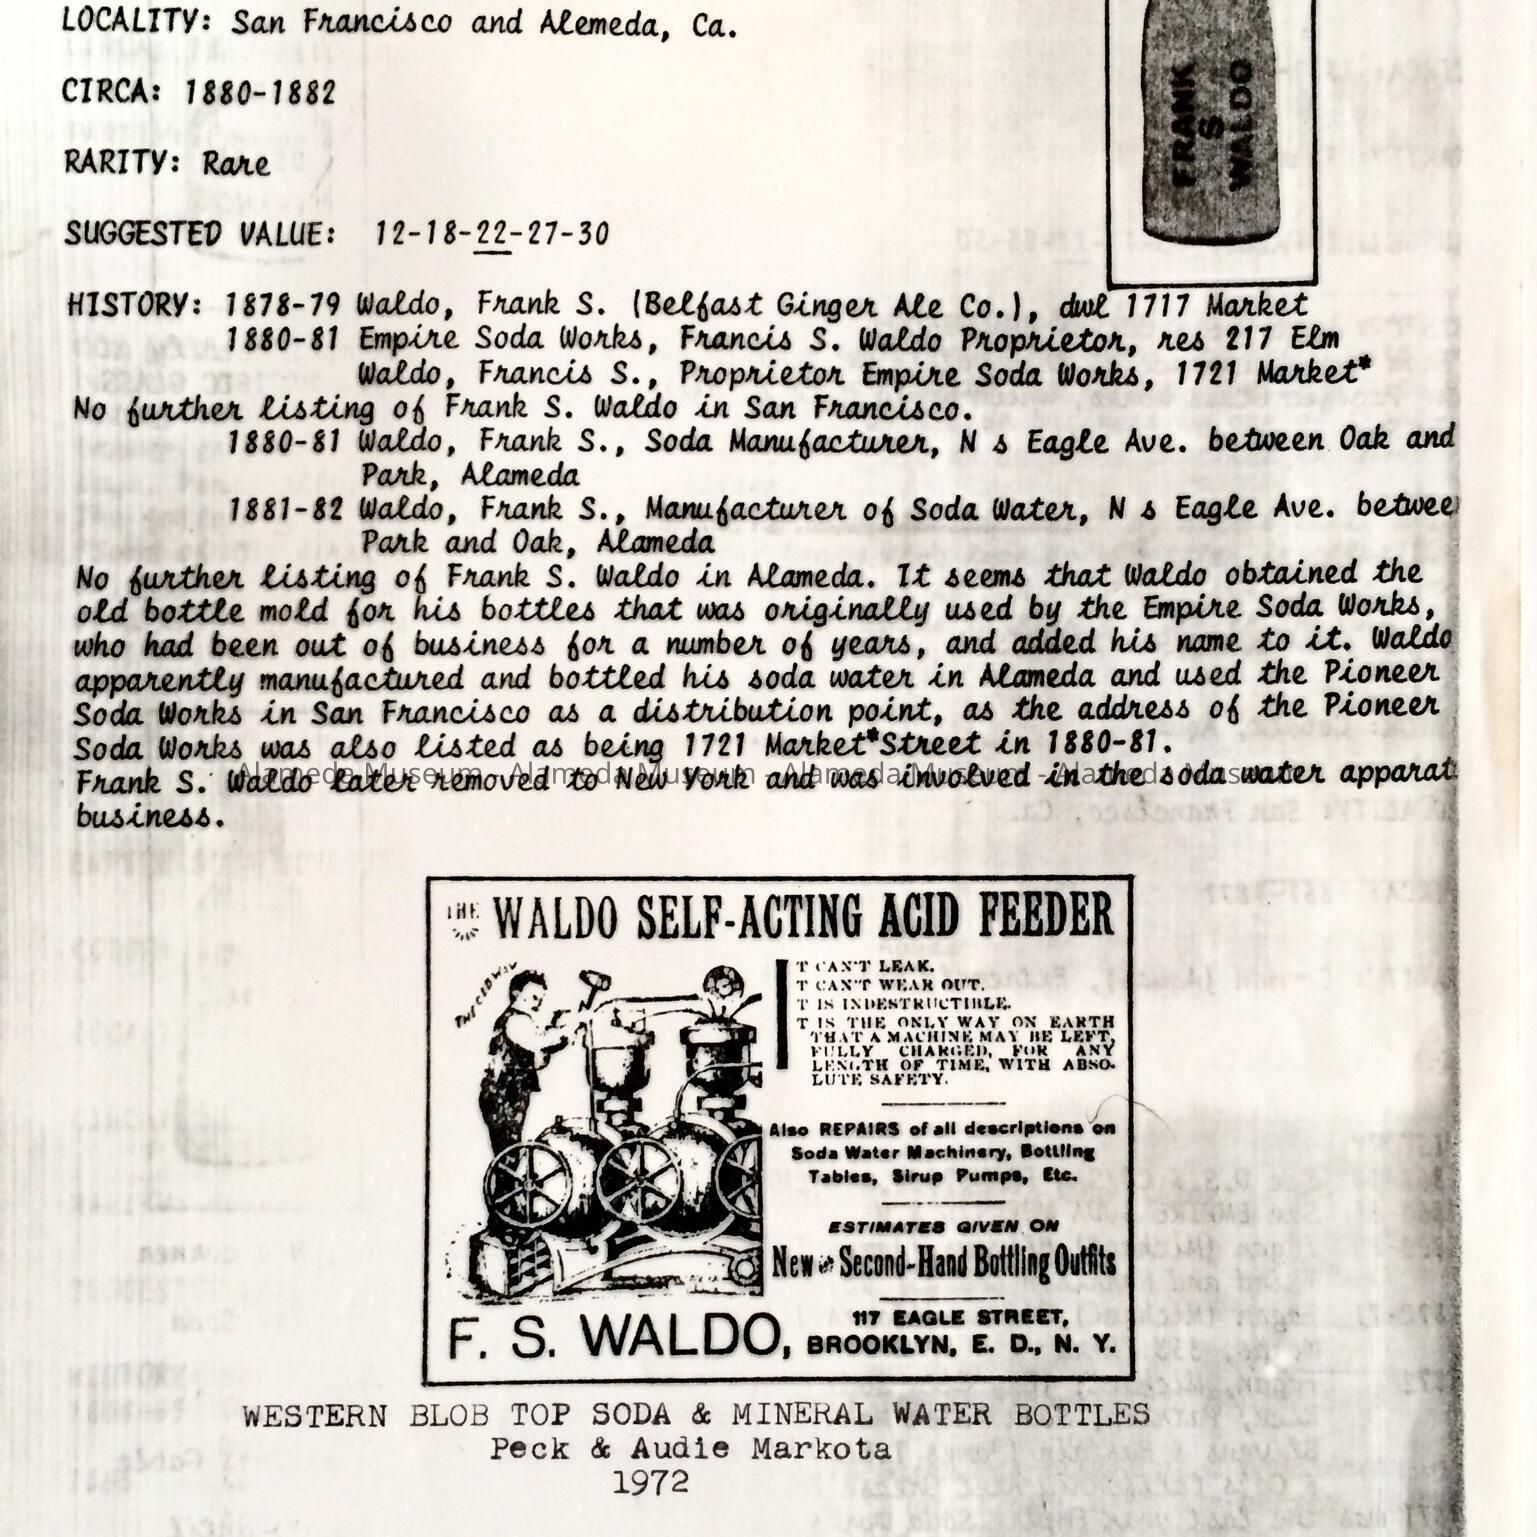 LOCALITY: San Francisco and Alemeda, Ca.
CIRCA: 1880-1882
RARITY: Rare
SUGGESTED VALUE: 12-18-22-27-30
FRANK
S
WALDO
HISTORY: 1878-79 Waldo, Frank S. (Belfast Ginger Ale Co.), dwl 1717 Market
1880-81 Empire Soda Works, Francis S. Waldo Proprietor, res 217 Elm
Waldo, Francis S., Proprietor Empire Soda Works, 1721 Market*
No further listing of Frank S. Waldo in San Francisco.
1880-81 Waldo, Frank S., Soda Manufacturer, N s Eagle Ave. between Oak and
Park, Alameda
1881-82 Waldo, Frank S., Manufacturer of Soda Water, N s Eagle Ave. betwee
Park and Oak, Alameda
No further listing of Frank S. Waldo in Alameda. It seems that Waldo obtained the
old bottle mold for his bottles that was originally used by the Empire Soda Works,
who had been out of business for a number of years, and added his name to it. Waldo
apparently manufactured and bottled his soda water in Alameda and used the Pioneer
Soda Works in San Francisco as a distribution point, as the address of the Pioneer
Soda Works was also listed as being 1721 Market*Street in 1880-81.
Alameda Museum - Alameda Museum - Alameda Museum - Alameda Museum
Frank S. Waldo later removed to New York and was involved in the soda water apparat
business.
THE WALDO SELF-ACTING ACID FEEDER
IT CAN'T LEAK.
T CAN'T WEAR OUT.
T IS INDESTRUCTIBLE.
T IS THE ONLY WAY ON EARTH
THAT A MACHINE MAY BE LEFT,
FULLY CHARGED, FOR ANY
LENGTH OF TIME, WITH ABSO-
LUTE SAFETY.
THE OLD WAY
Also REPAIRS of all descriptions on
Soda Water Machinery, Bottling
Tables, Sirup Pumps, Etc.
ESTIMATES GIVEN ON
New and Second-Hand Bottling Outfits
F. S. WALDO, 117 EAGLE STREET,
BROOKLYN, E. D., N. Y.
WESTERN BLOB TOP SODA & MINERAL WATER BOTTLES
Peck & Audie Markota
1972